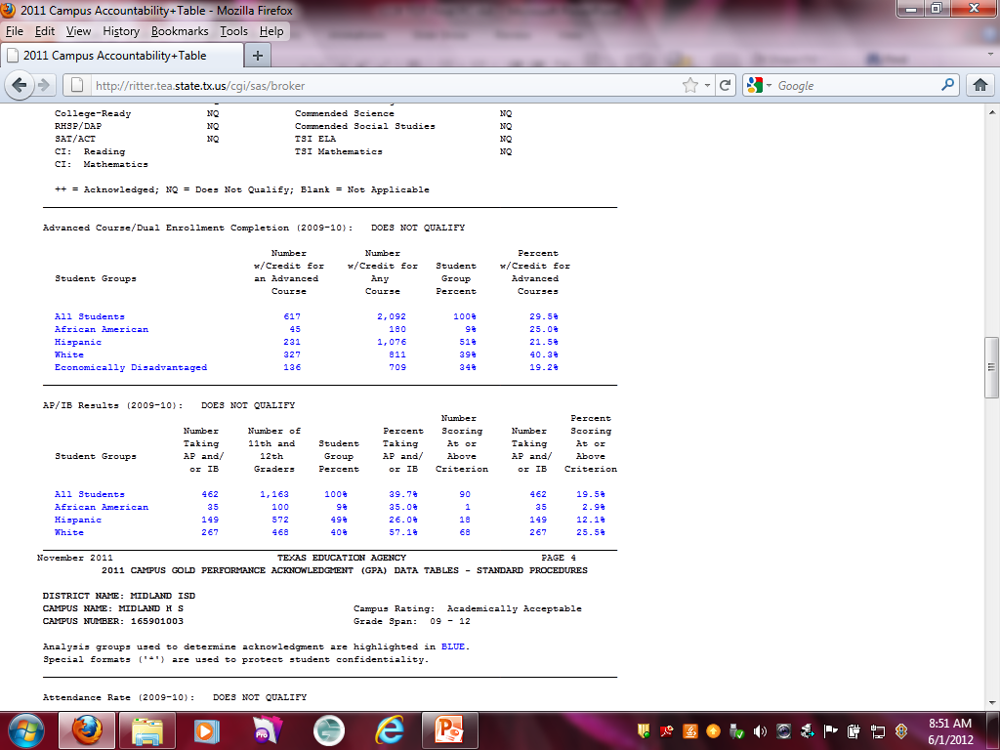 2011 Campus Accountability+Table - Mozilla Firefox
File Edit View History Bookmarks Tools Help
2011 Campus Accountability+Table
http://ritter.tea.state.tx.us/cgi/sas/broker Google
College-Ready NQ Commended Science NQ
RHSP/DAP NQ Commended Social Studies NQ
SAT/ACT NQ TSI ELA NQ
CI: Reading TSI Mathematics NQ
CI: Mathematics
++ = Acknowledged; NQ = Does Not Qualify; Blank = Not Applicable
Advanced Course/Dual Enrollment Completion (2009-10): DOES NOT QUALIFY
Number Number Percent
w/Credit for w/Credit for Student w/Credit for
Student Groups an Advanced Any Group Advanced
Course Course Percent Courses
All Students 617 2,092 100% 29.5%
African American 45 180 9% 25.0%
Hispanic 231 1,076 51% 21.5%
White 327 811 39% 40.3%
Economically Disadvantaged 136 709 34% 19.2%
AP/IB Results (2009-10): DOES NOT QUALIFY
Number Percent
Number Number of Percent Scoring Number Scoring
Taking 11th and Student Taking At or Taking At or
Student Groups AP and/ 12th Group AP and/ Above AP and/ Above
or IB Graders Percent or IB Criterion or IB Criterion
All Students 462 1,163 100% 39.7% 90 462 19.5%
African American 35 100 9% 35.0% 1 35 2.9%
Hispanic 149 572 49% 26.0% 18 149 12.1%
White 267 468 40% 57.1% 68 267 25.5%
November 2011 TEXAS EDUCATION AGENCY PAGE 4
2011 CAMPUS GOLD PERFORMANCE ACKNOWLEDGMENT (GPA) DATA TABLES - STANDARD PROCEDURES
DISTRICT NAME: MIDLAND ISD
CAMPUS NAME: MIDLAND H S Campus Rating: Academically Acceptable
CAMPUS NUMBER: 165901003 Grade Span: 09 - 12
Analysis groups used to determine acknowledgment are highlighted in BLUE.
Special formats ('*') are used to protect student confidentiality.
Attendance Rate (2009-10): DOES NOT QUALIFY
8:51 AM
6/1/2012